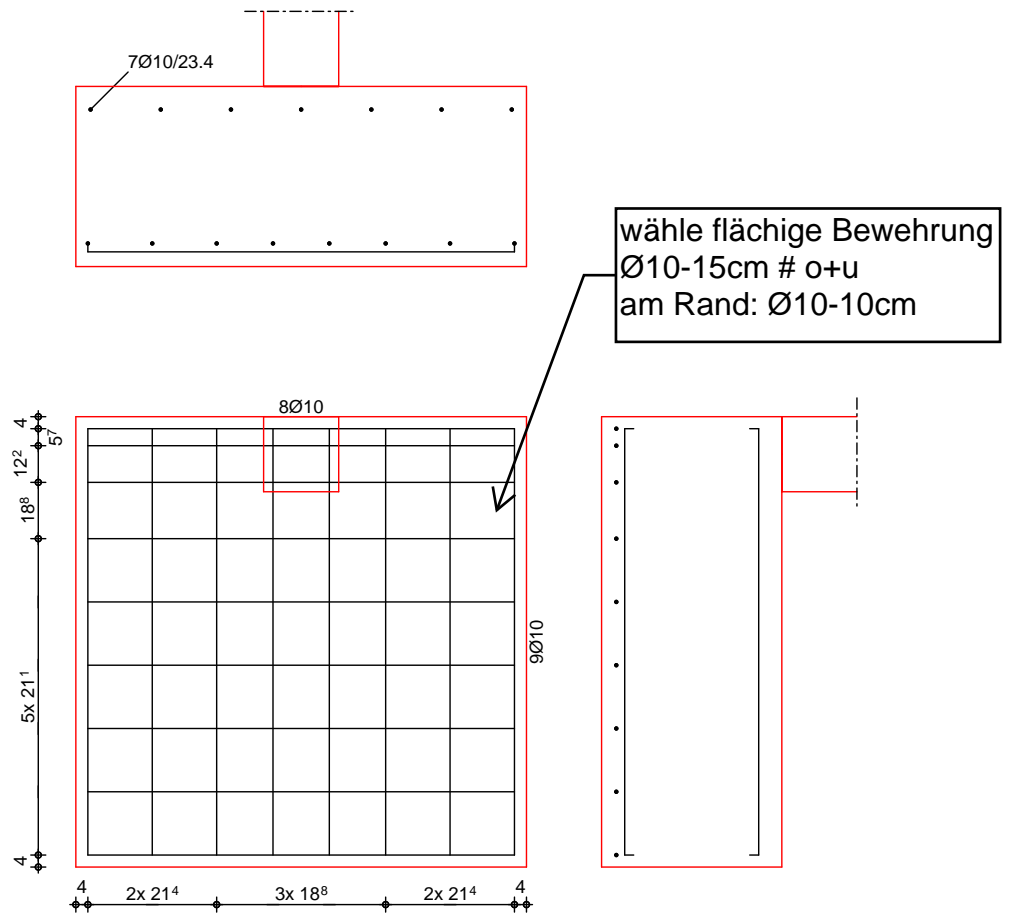 7Ø10/23.4
wähle flächige Bewehrung
Ø10-15cm # o+u
am Rand: Ø10-10cm
8Ø10
4
5⁷
12²
18⁸
5x 21¹
4
9Ø10
4
2x 21⁴
3x 18⁸
2x 21⁴
4